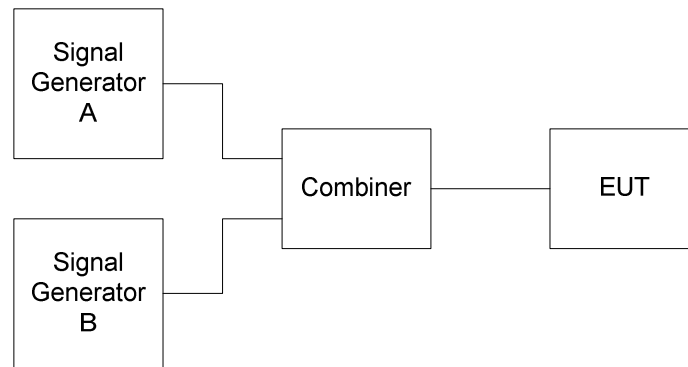 Signal
Generator
A
Combiner
EUT
Signal
Generator
B